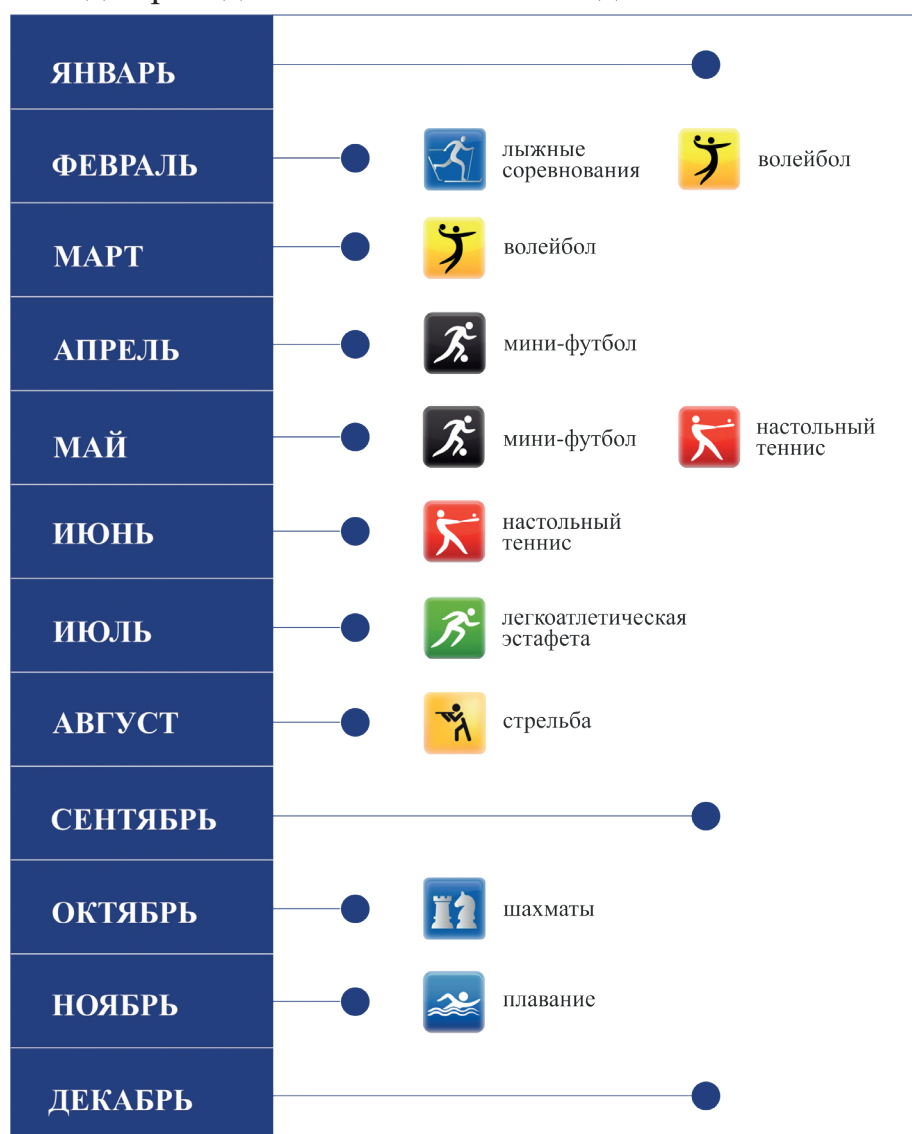 ЯНВАРЬ
ФЕВРАЛЬ
лыжные
соревнования
волейбол
МАРТ
волейбол
АПРЕЛЬ
мини-футбол
МАЙ
мини-футбол
настольный
теннис
ИЮНЬ
настольный
теннис
ИЮЛЬ
легкоатлетическая
эстафета
АВГУСТ
стрельба
СЕНТЯБРЬ
ОКТЯБРЬ
шахматы
НОЯБРЬ
плавание
ДЕКАБРЬ